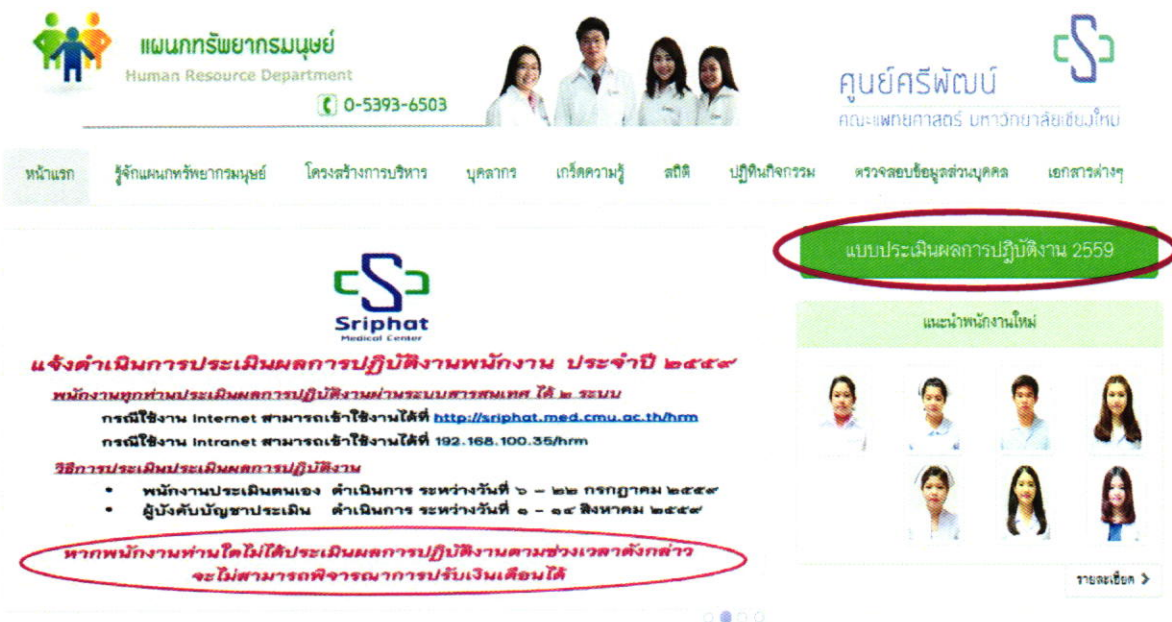 แผนกทรัพยากรมนุษย์
Human Resource Department
0-5393-6503
ศูนย์ศรีพัฒน์
คณะแพทยศาสตร์ มหาวิทยาลัยเชียงใหม่
หน้าแรก รู้จักแผนกทรัพยากรมนุษย์ โครงสร้างการบริหาร บุคลากร เกร็ดความรู้ สถิติ ปฏิทินกิจกรรม ตรวจสอบข้อมูลส่วนบุคคล เอกสารต่างๆ
แบบประเมินผลการปฏิบัติงาน 2559
แนะนำพนักงานใหม่
Sriphat
Medical Center
แจ้งดำเนินการประเมินผลการปฏิบัติงานพนักงาน ประจำปี ๒๕๕๙
พนักงานทุกท่านประเมินผลการปฏิบัติงานผ่านระบบสารสนเทศ ได้ ๒ ระบบ
กรณีใช้งาน Internet สามารถเข้าใช้งานได้ที่ http://sriphat.med.cmu.ac.th/hrm
กรณีใช้งาน Intranet สามารถเข้าใช้งานได้ที่ 192.168.100.35/hrm
วิธีการประเมินประเมินผลการปฏิบัติงาน
• พนักงานประเมินตนเอง ดำเนินการ ระหว่างวันที่ ๖ – ๒๒ กรกฎาคม ๒๕๕๙
• ผู้บังคับบัญชาประเมิน ดำเนินการ ระหว่างวันที่ ๑ – ๑๔ สิงหาคม ๒๕๕๙
หากพนักงานท่านใดไม่ได้ประเมินผลการปฏิบัติงานตามช่วงเวลาดังกล่าว
จะไม่สามารถพิจารณาการปรับเงินเดือนได้
รายละเอียด